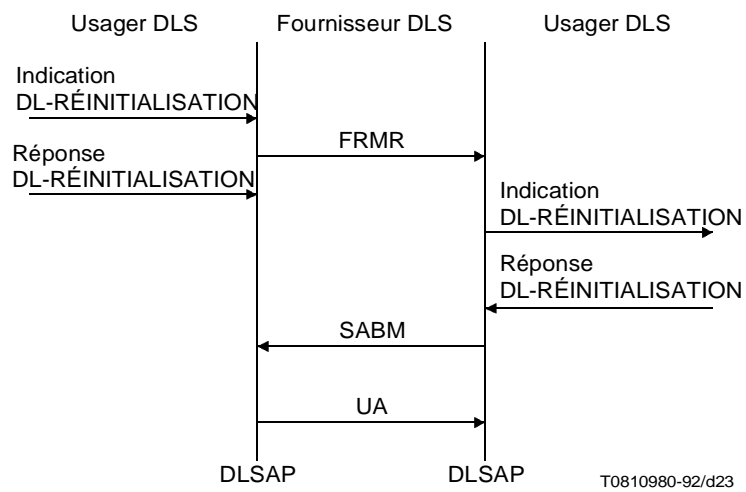 Usager DLS
Fournisseur DLS
Usager DLS
Indication
DL-RÉINITIALISATION
FRMR
Réponse
DL-RÉINITIALISATION
Indication
DL-RÉINITIALISATION
Réponse
DL-RÉINITIALISATION
SABM
UA
DLSAP
DLSAP
T0810980-92/d23